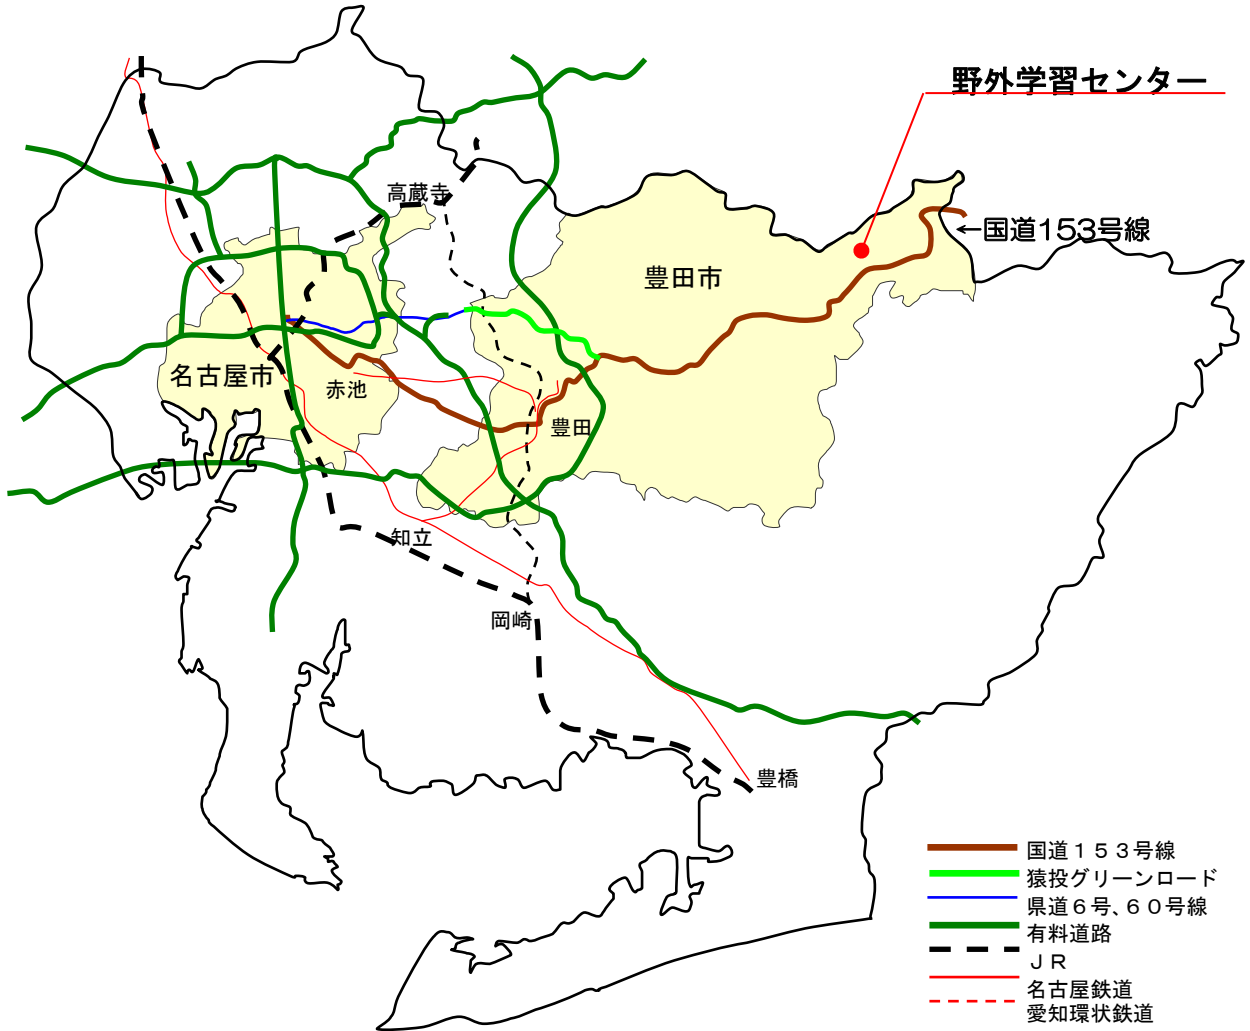 野外学習センター
高蔵寺
←国道153号線
豊田市
名古屋市
赤池
豊田
知立
岡崎
豊橋
国道１５３号線
猿投グリーンロード
県道６号、６０号線
有料道路
ＪＲ
名古屋鉄道
愛知環状鉄道